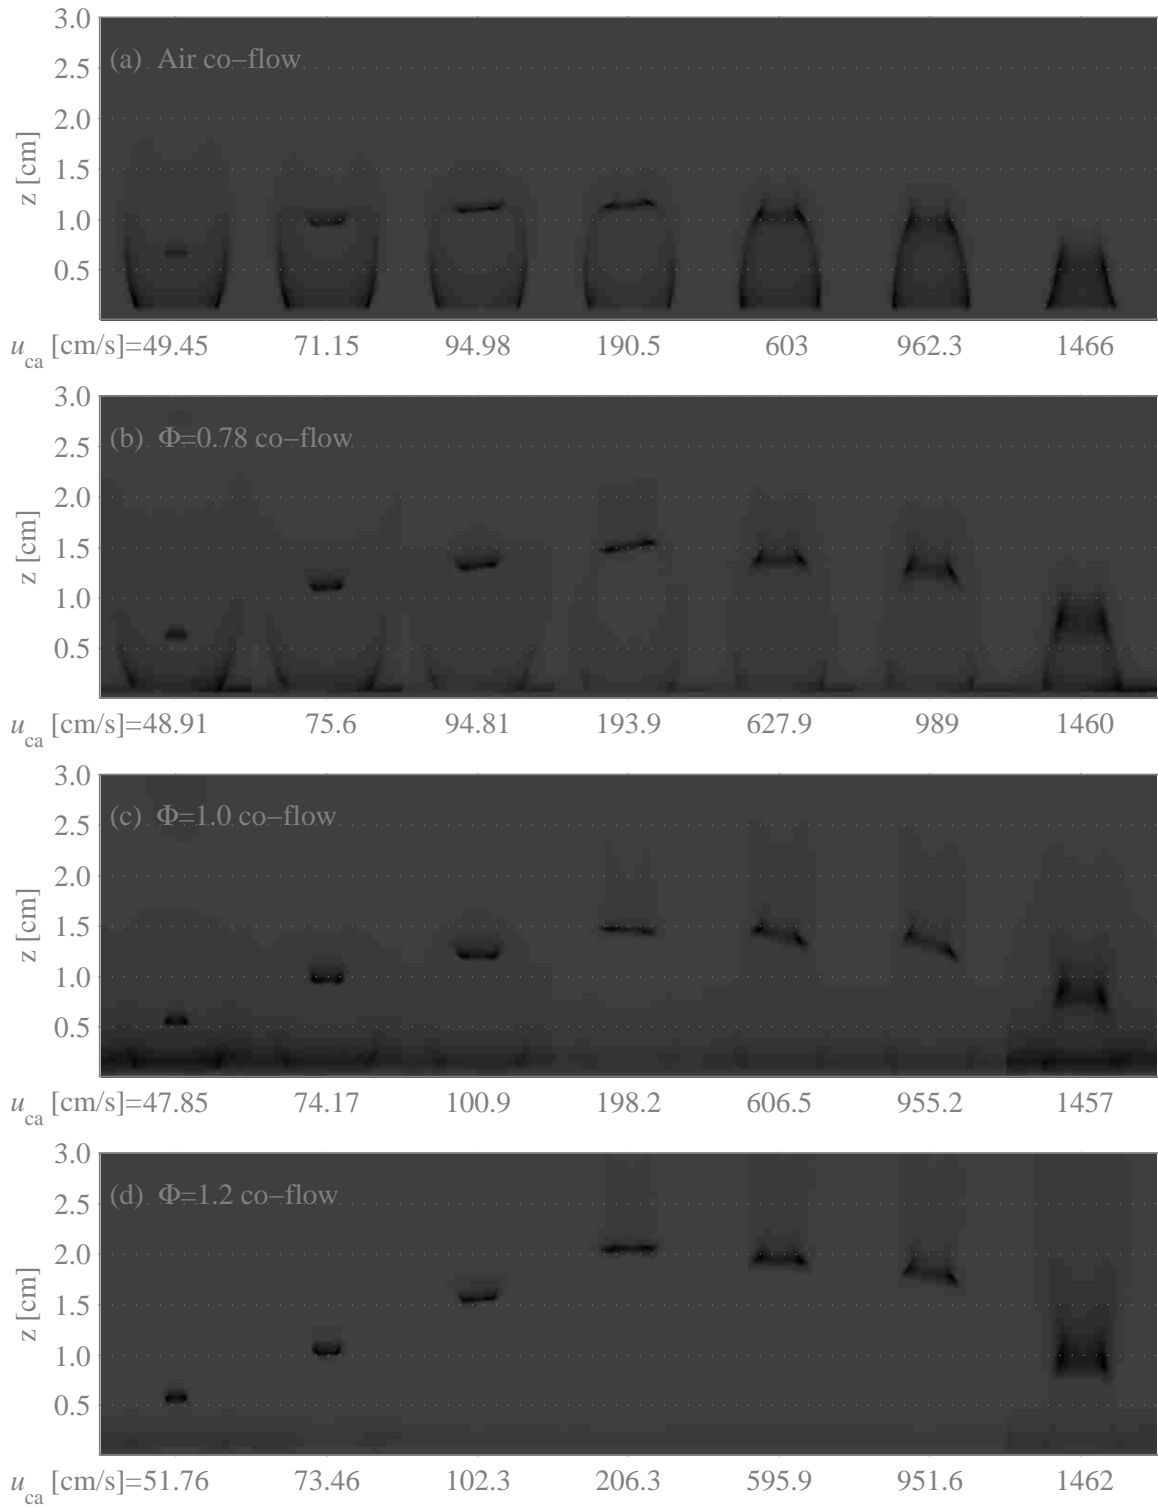 3.0
(a) Air co−flow
2.5
2.0
1.5
1.0
0.5
z [cm]
u_ca [cm/s]=49.45 71.15 94.98 190.5 603 962.3 1466
3.0
(b) Φ=0.78 co−flow
2.5
2.0
1.5
1.0
0.5
z [cm]
u_ca [cm/s]=48.91 75.6 94.81 193.9 627.9 989 1460
3.0
(c) Φ=1.0 co−flow
2.5
2.0
1.5
1.0
0.5
z [cm]
u_ca [cm/s]=47.85 74.17 100.9 198.2 606.5 955.2 1457
3.0
(d) Φ=1.2 co−flow
2.5
2.0
1.5
1.0
0.5
z [cm]
u_ca [cm/s]=51.76 73.46 102.3 206.3 595.9 951.6 1462